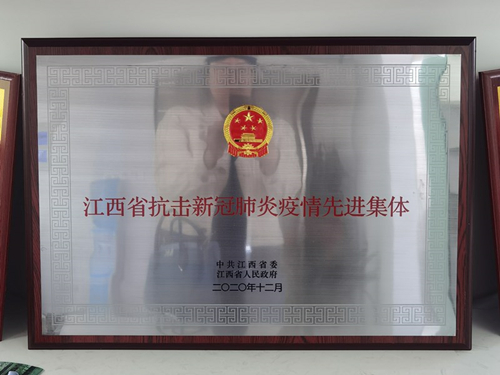 江西省抗击新冠肺炎疫情先进集体
中共江西省委
江西省人民政府
二〇二〇年十二月